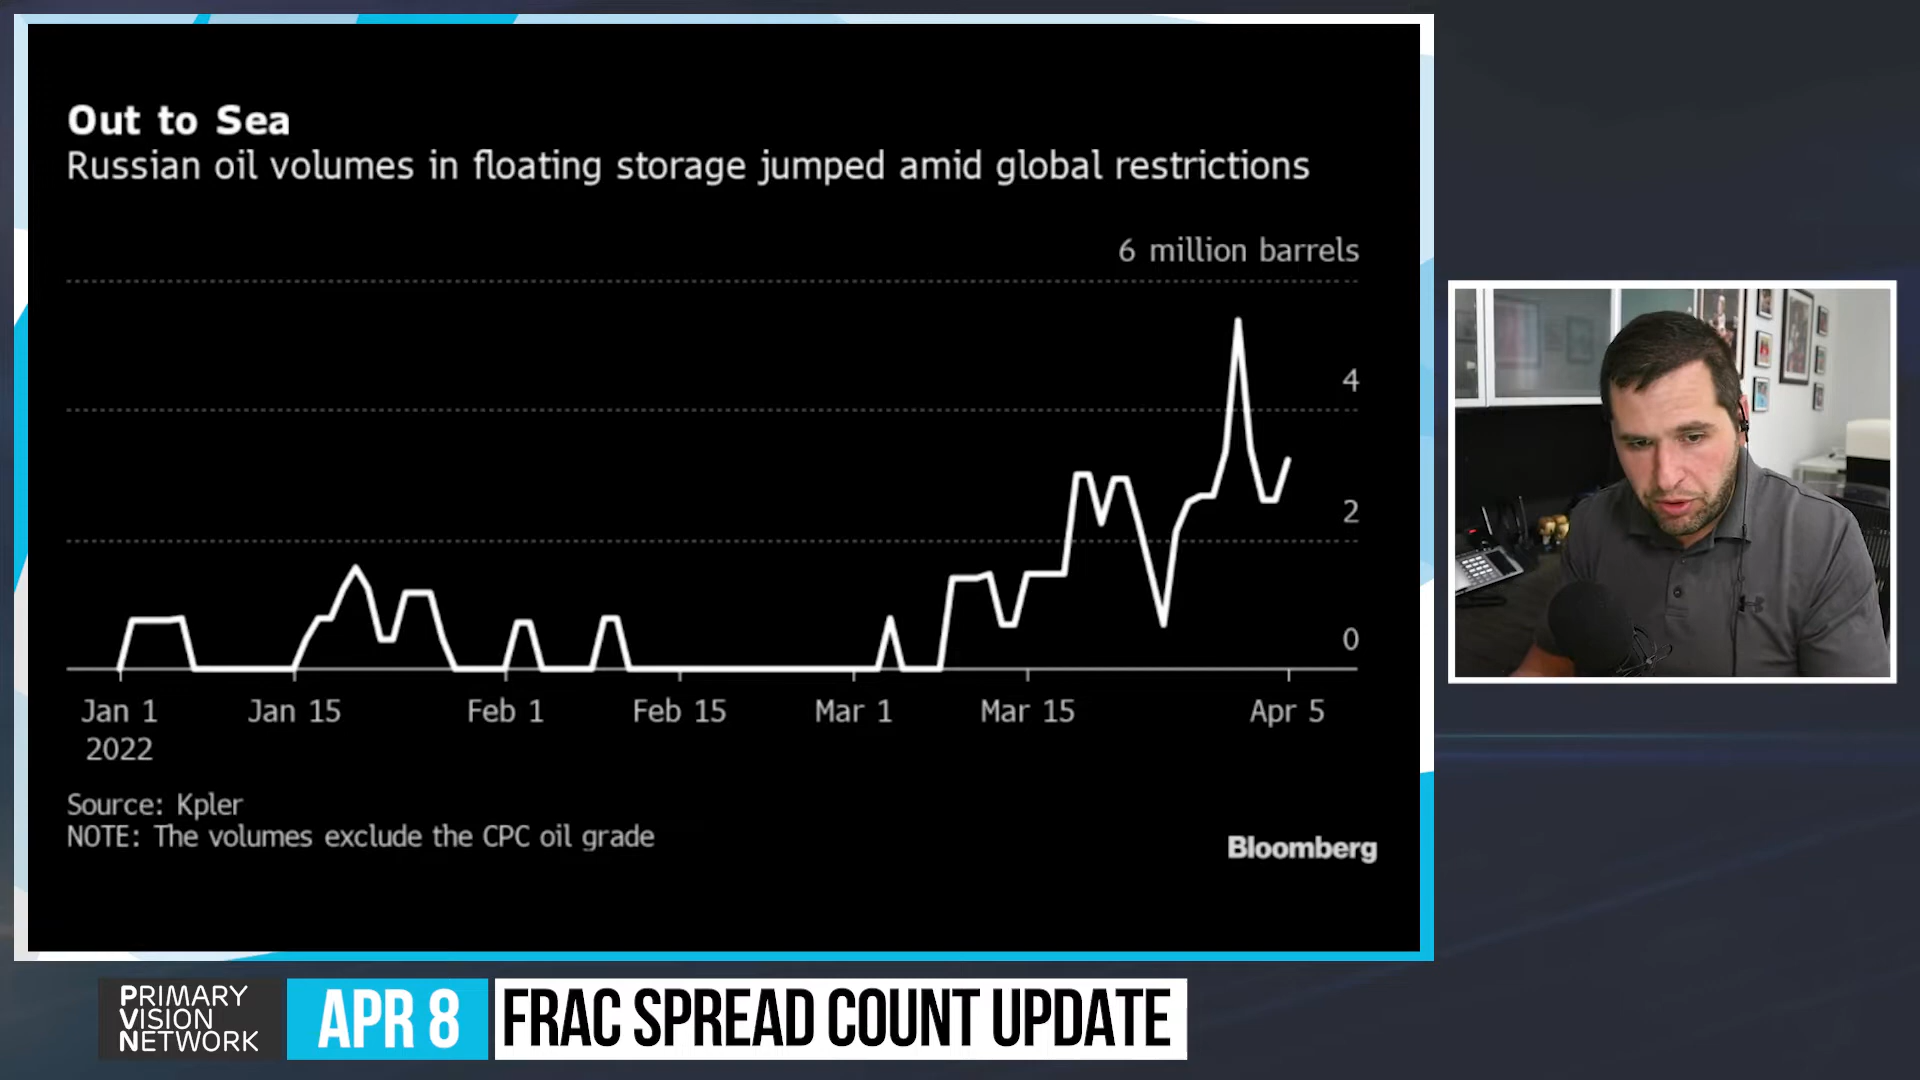 Out to Sea
Russian oil volumes in floating storage jumped amid global restrictions
6 million barrels
4
2
0
Jan 1 Jan 15 Feb 1 Feb 15 Mar 1 Mar 15 Apr 5
2022
Source: Kpler
NOTE: The volumes exclude the CPC oil grade
Bloomberg
PRIMARY
VISION
NETWORK
APR 8
FRAC SPREAD COUNT UPDATE